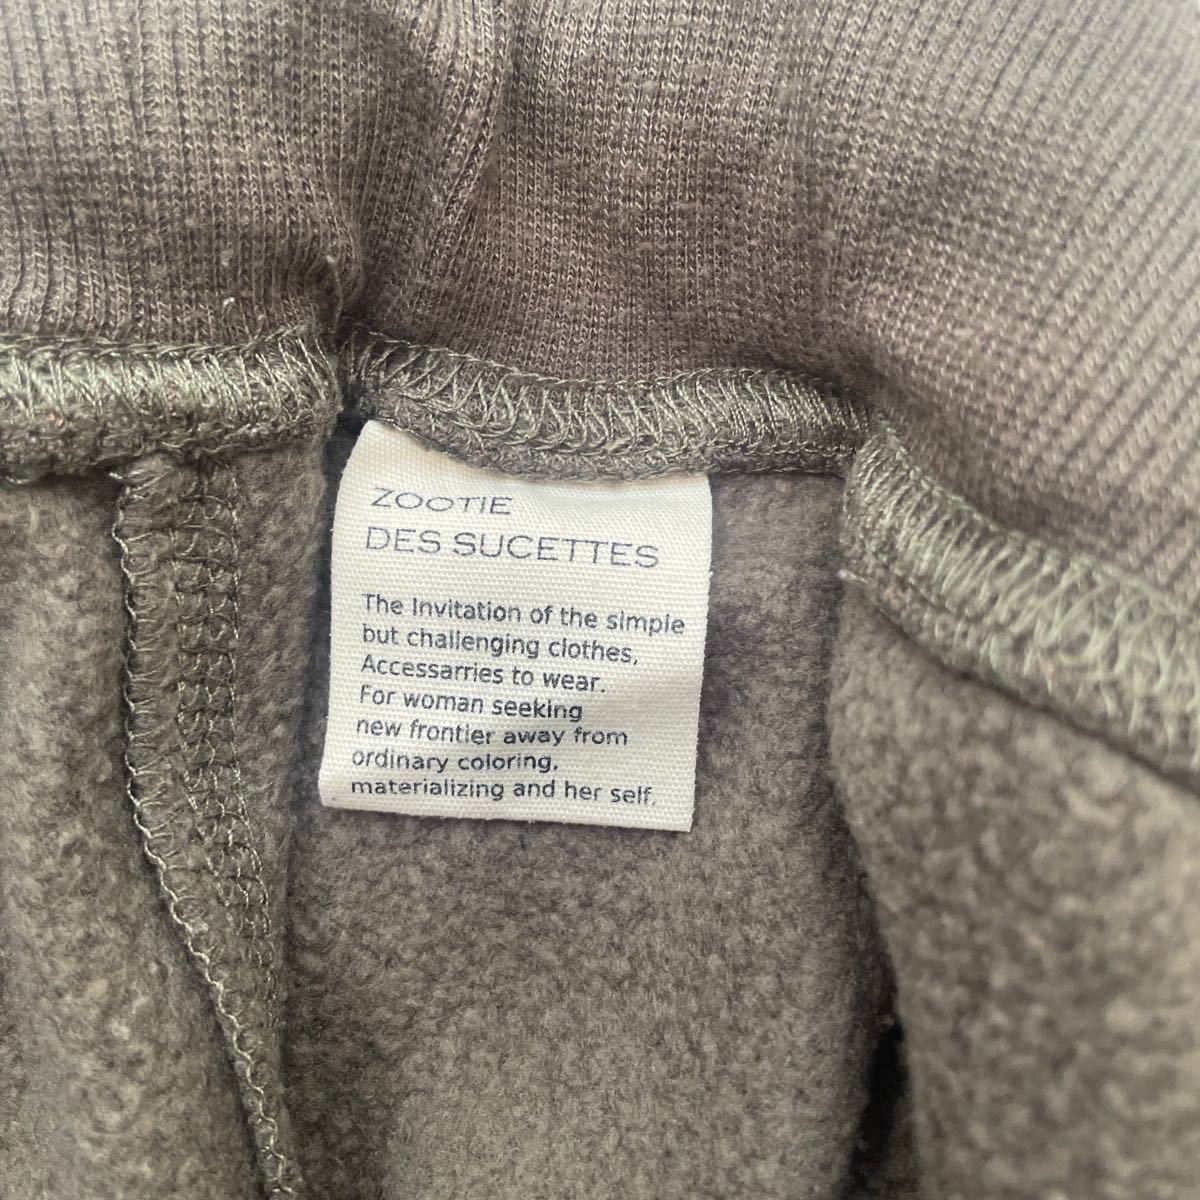 ZOOTIE
DES SUCETTES
The Invitation of the simple
but challenging clothes,
Accessarries to wear.
For woman seeking
new frontier away from
ordinary coloring,
materializing and her self.